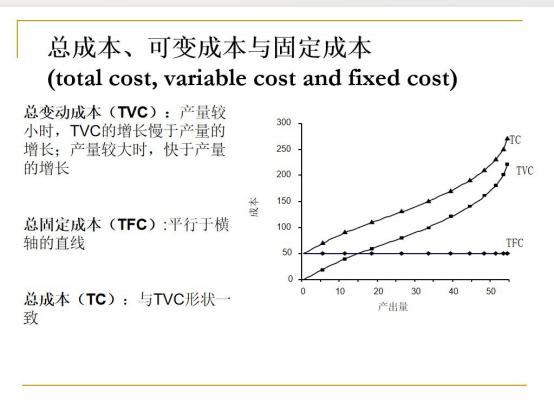 总成本、可变成本与固定成本
(total cost, variable cost and fixed cost)
总变动成本（TVC）：产量较
小时，TVC的增长慢于产量的
增长；产量较大时，快于产量
的增长
总固定成本（TFC）:平行于横
轴的直线
总成本（TC）：与TVC形状一
致
300
250
200
150
100
50
0
成本
TC
TVC
TFC
0 10 20 30 40 50
产出量